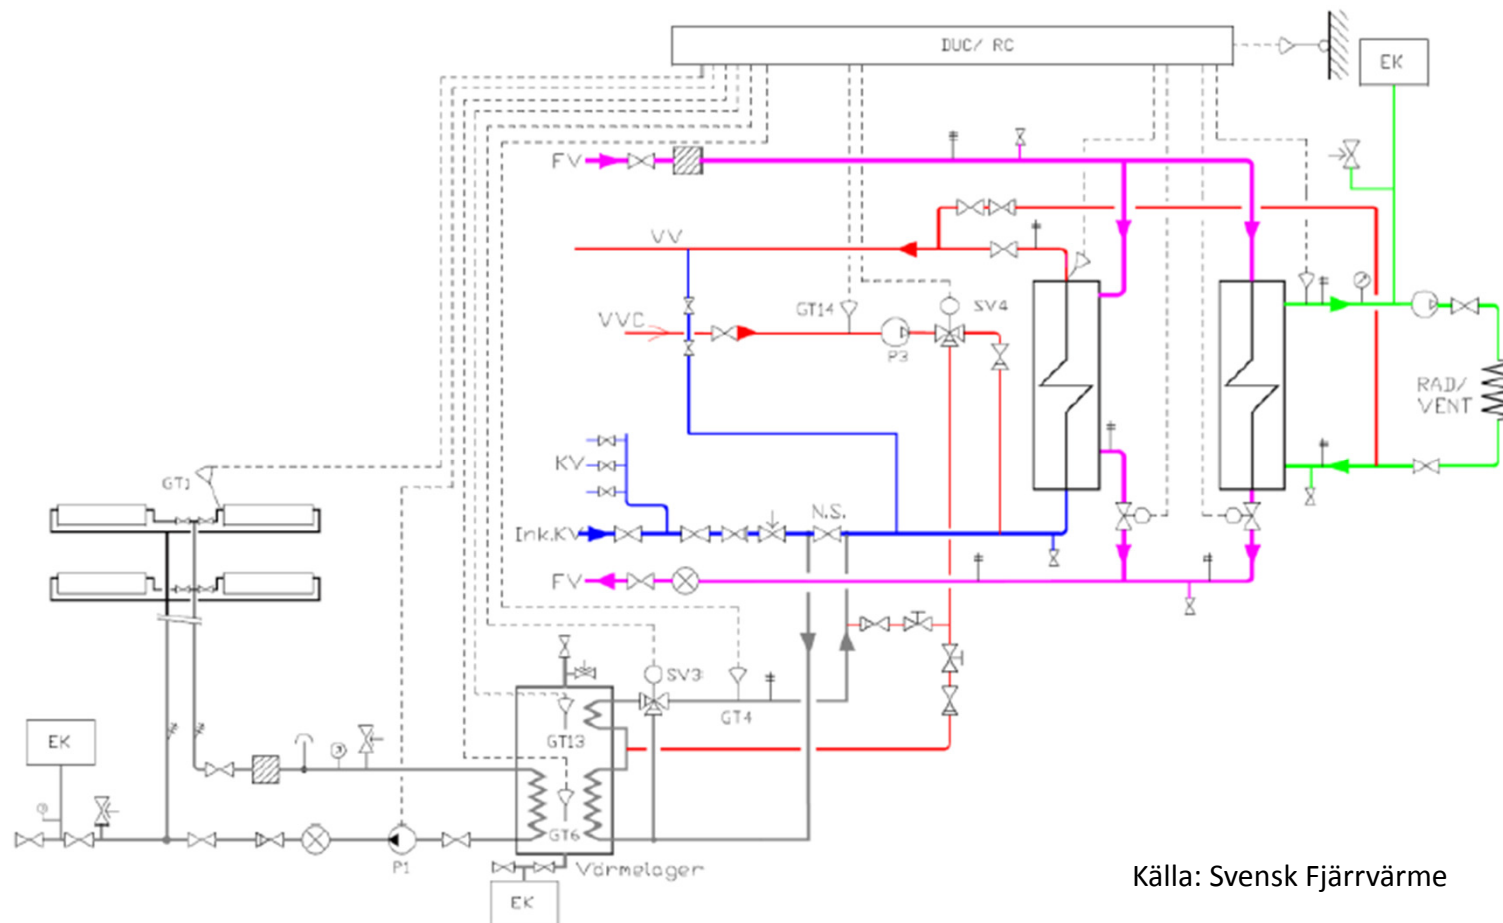 DUC/ RC
EK
FV
VV
SV4
GT14
VVC
P3
RAD/
VENT
KV
GT1
N.S.
Ink.KV
FV
SV3
GT4
GT13
EK
GT6
P1
Värmelager
EK
Källa: Svensk Fjärrvärme